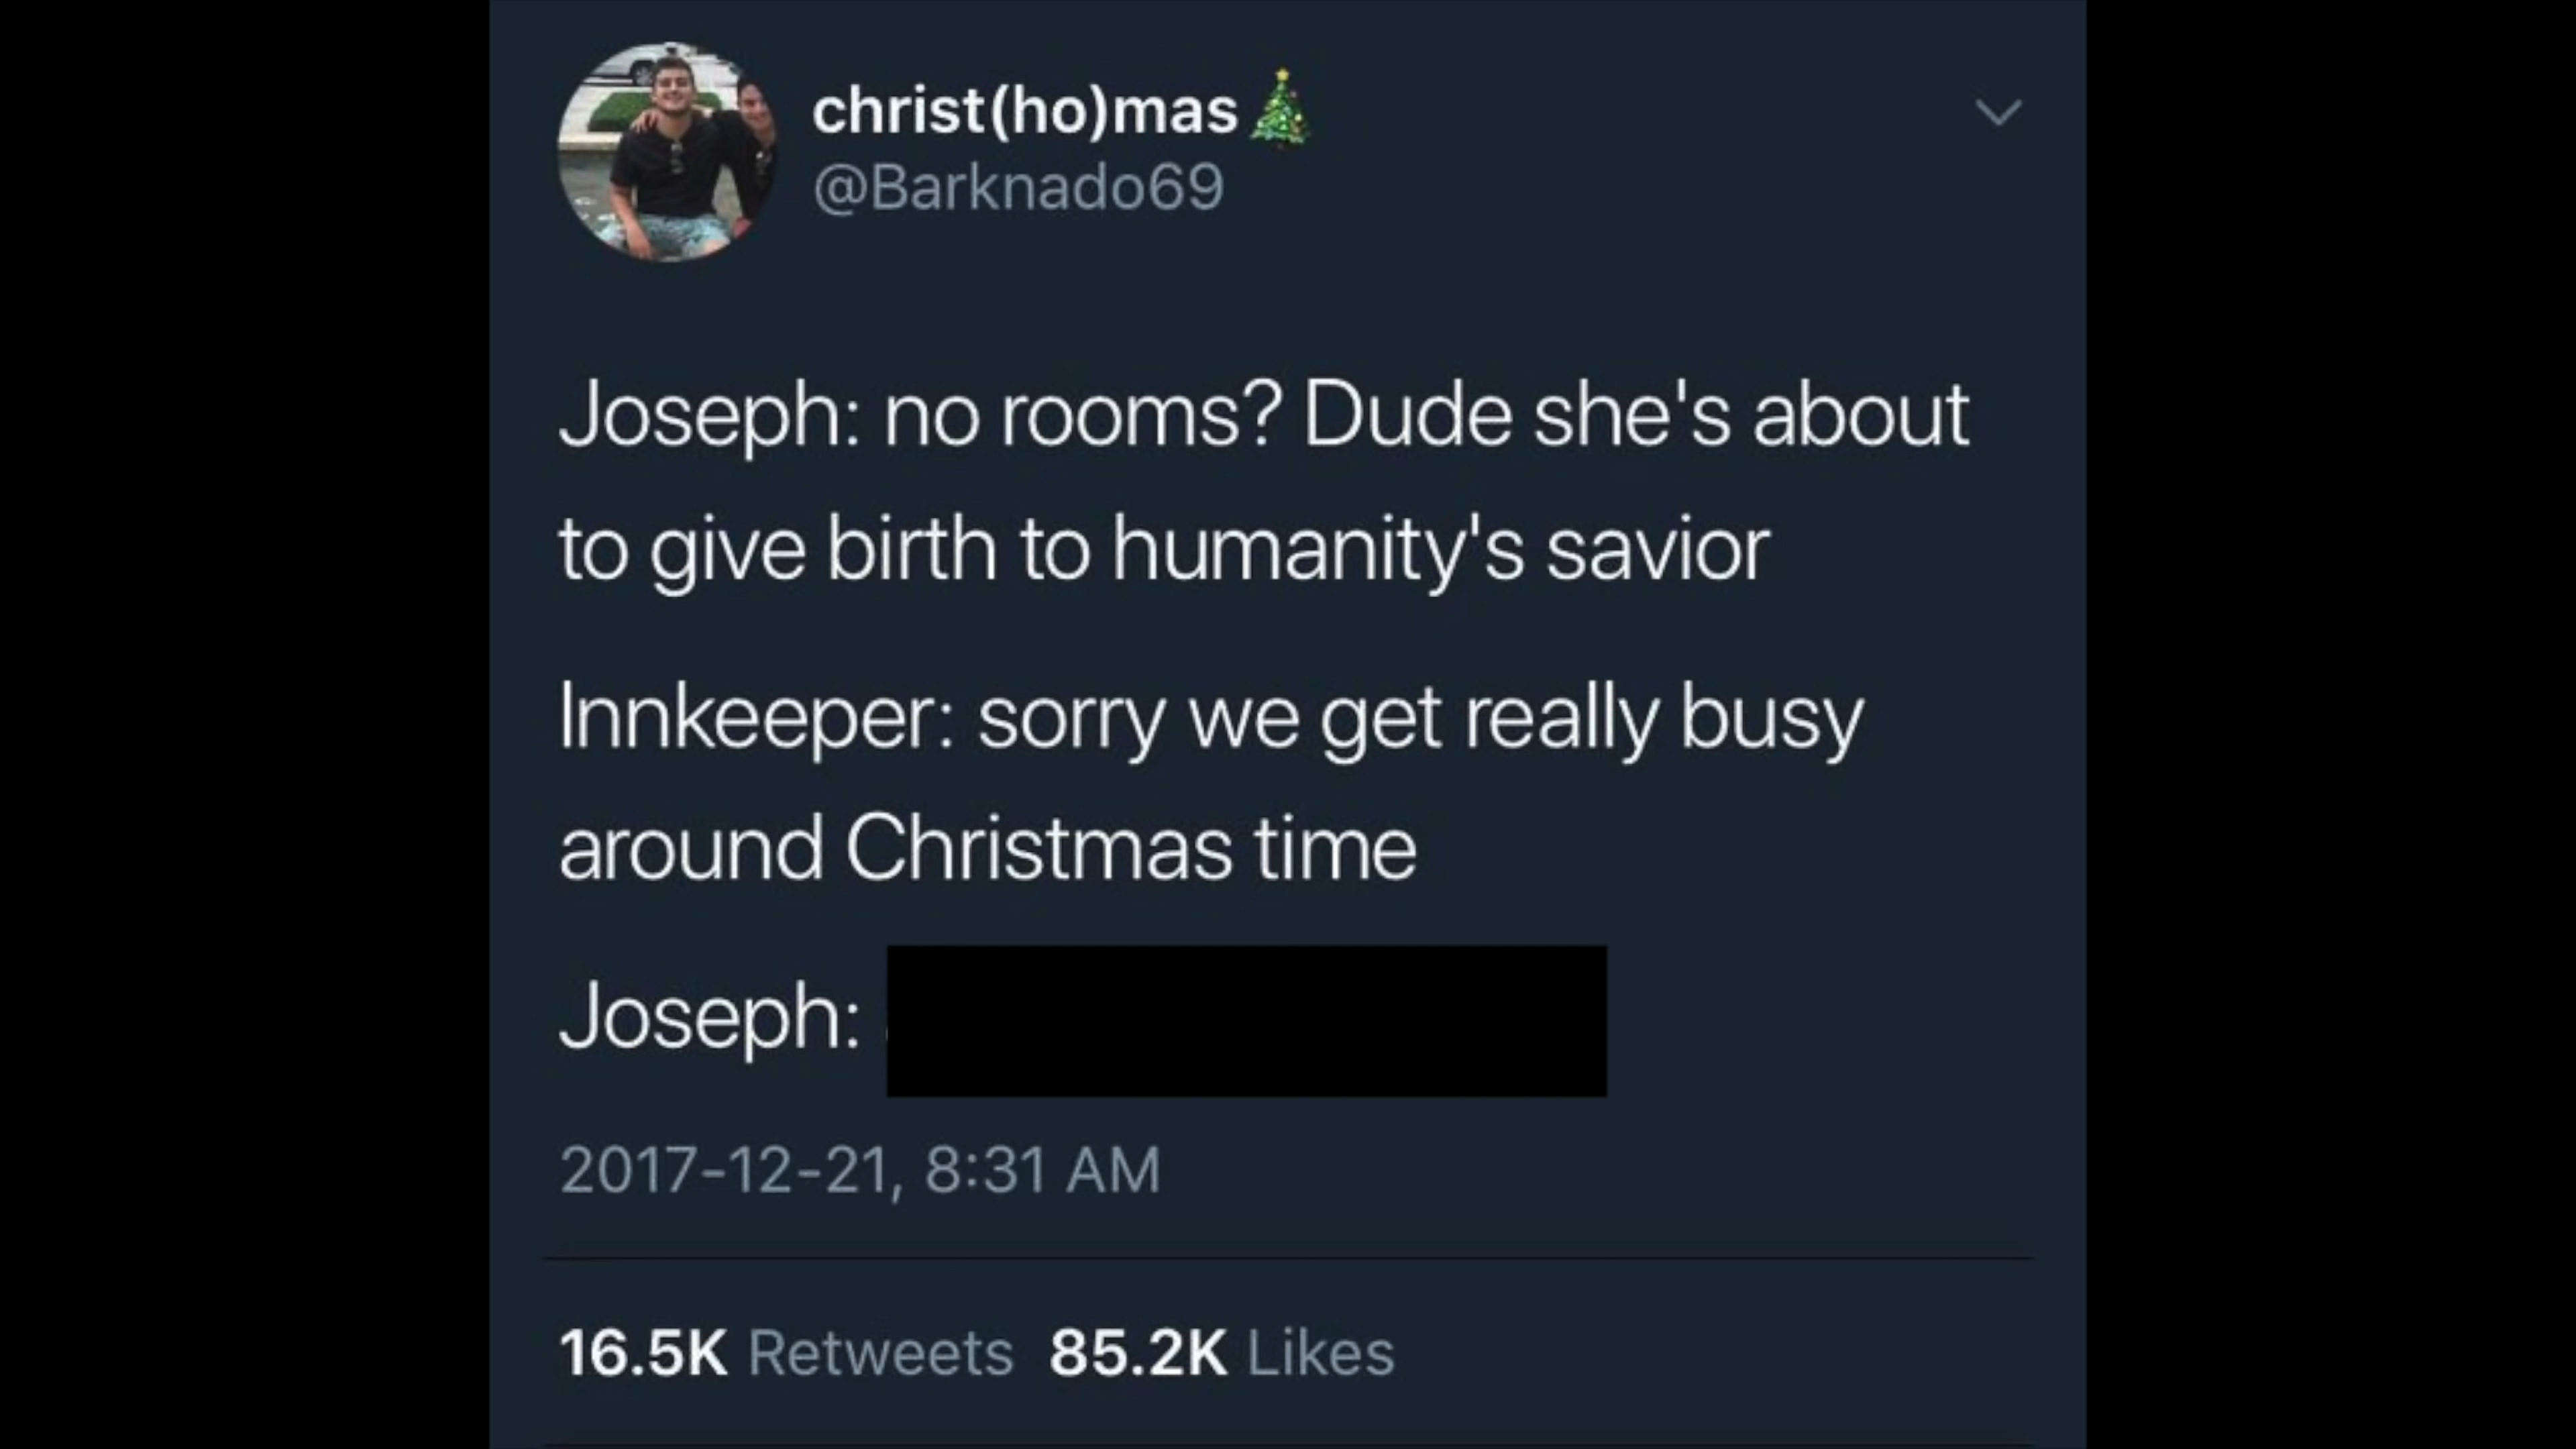 christ(ho)mas🎄
@Barknado69
Joseph: no rooms? Dude she's about
to give birth to humanity's savior
Innkeeper: sorry we get really busy
around Christmas time
Joseph:
2017-12-21, 8:31 AM
16.5K Retweets 85.2K Likes